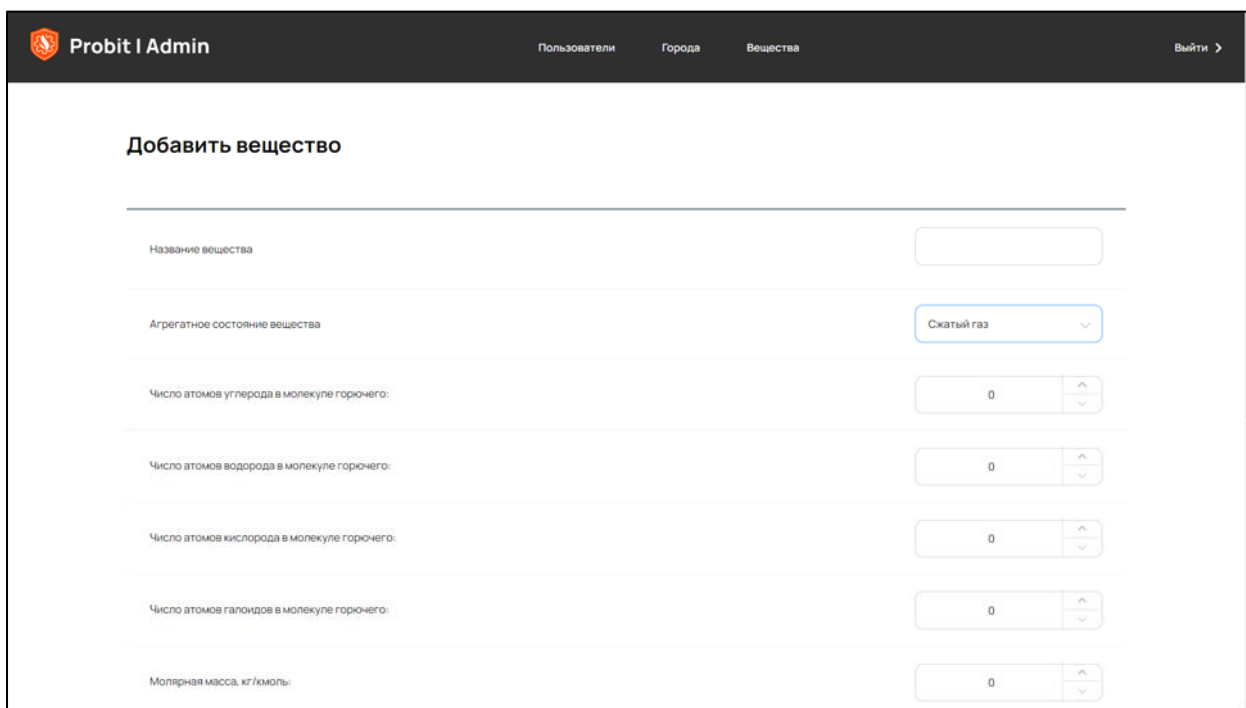 Probit | Admin Пользователи Города Вещества Выйти
Добавить вещество
Название вещества
Агрегатное состояние вещества Сжатый газ
Число атомов углерода в молекуле горючего: 0
Число атомов водорода в молекуле горючего: 0
Число атомов кислорода в молекуле горючего: 0
Число атомов галоидов в молекуле горючего: 0
Молярная масса, кг/кмоль: 0